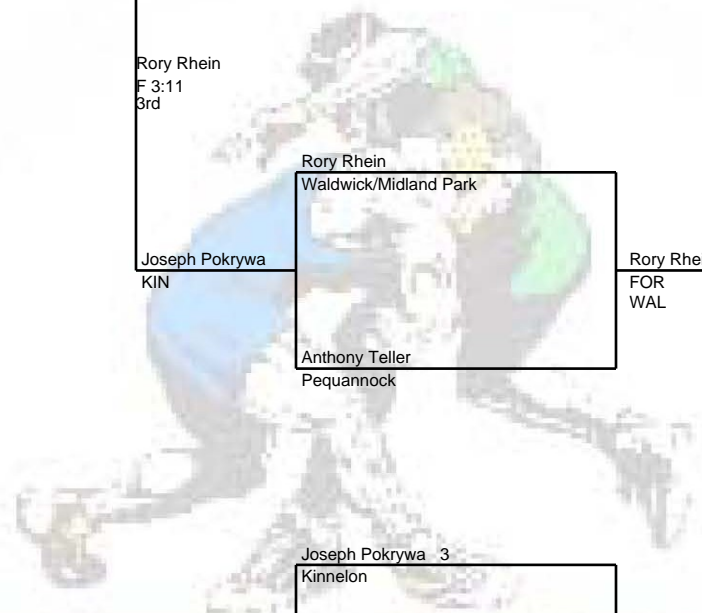 Rory Rhein
F 3:11
3rd
Rory Rhein
Waldwick/Midland Park
Joseph Pokrywa
KIN
Rory Rhei
FOR
WAL
Anthony Teller
Pequannock
Joseph Pokrywa 3
Kinnelon